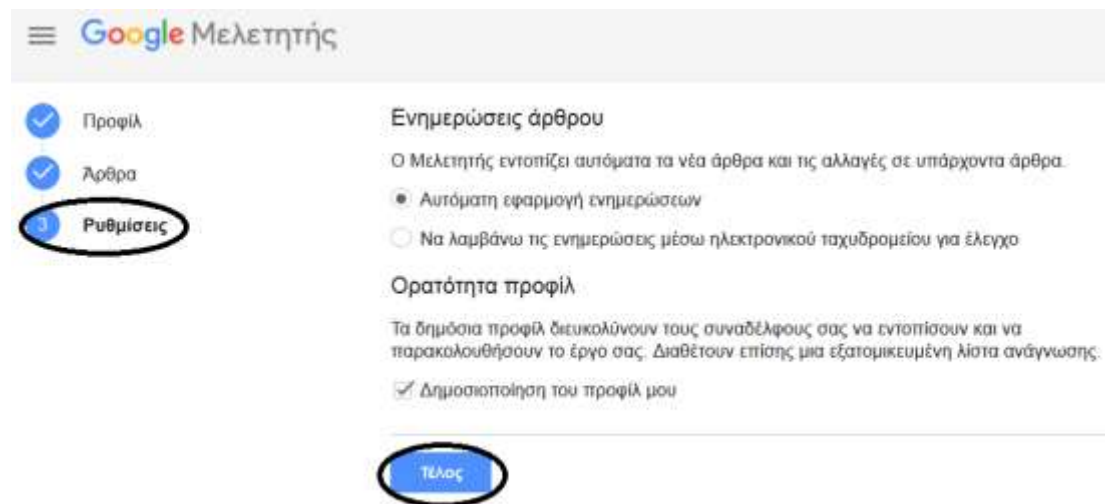 Google Μελετητής
Προφίλ
Άρθρα
3 Ρυθμίσεις
Ενημερώσεις άρθρου
Ο Μελετητής εντοπίζει αυτόματα τα νέα άρθρα και τις αλλαγές σε υπάρχοντα άρθρα.
Αυτόματη εφαρμογή ενημερώσεων
Να λαμβάνω τις ενημερώσεις μέσω ηλεκτρονικού ταχυδρομείου για έλεγχο
Ορατότητα προφίλ
Τα δημόσια προφίλ διευκολύνουν τους συναδέλφους σας να εντοπίσουν και να
παρακολουθήσουν το έργο σας. Διαθέτουν επίσης μια εξατομικευμένη λίστα ανάγνωσης.
Δημοσιοποίηση του προφίλ μου
Τέλος